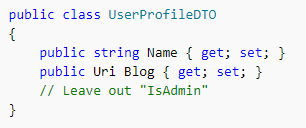 public class UserProfileDTO
{
    public string Name { get; set; }
    public Uri Blog { get; set; }
    // Leave out "IsAdmin"
}